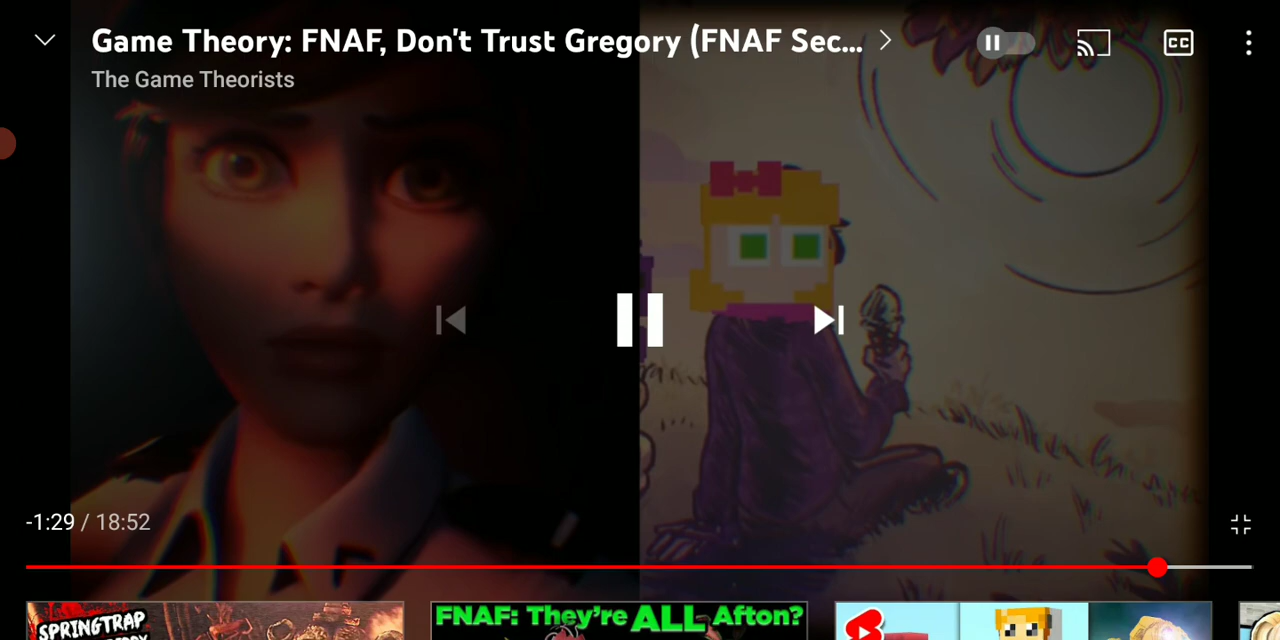 Game Theory: FNAF, Don't Trust Gregory (FNAF Sec...
The Game Theorists
CC
-1:29 / 18:52
SPRINGTRAP
FNAF: They're ALL Afton?